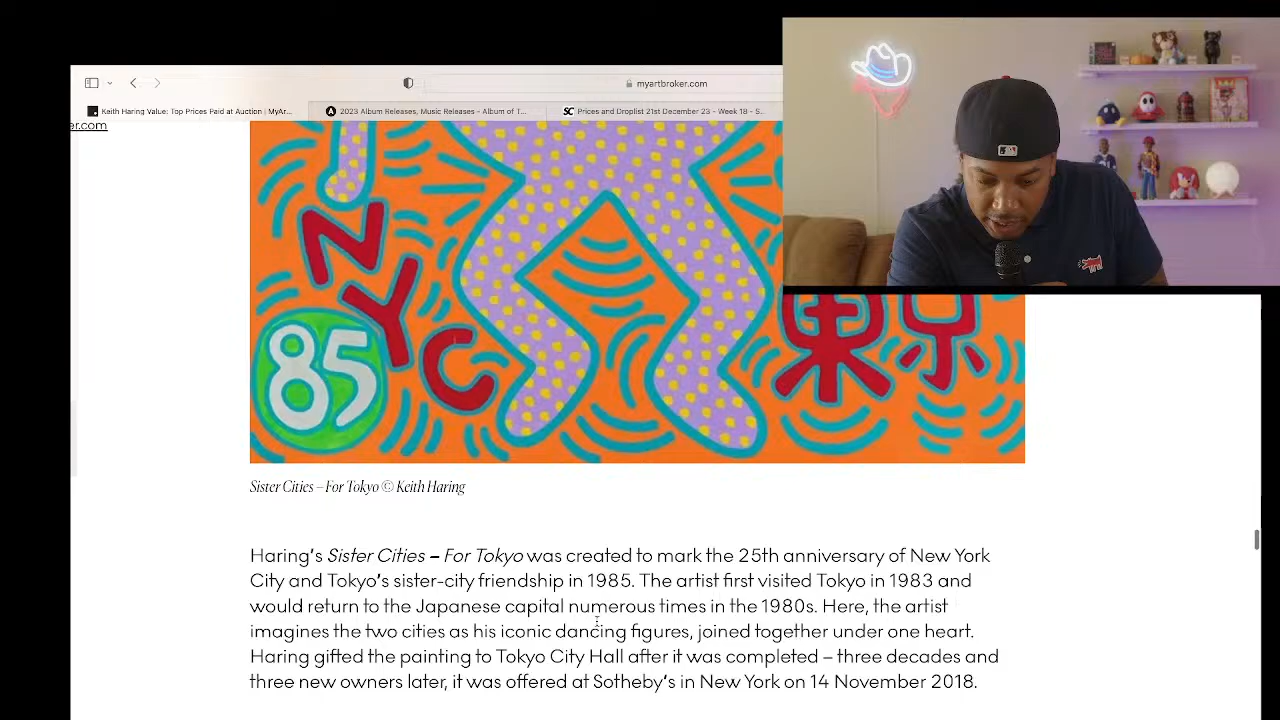 myartbroker.com
Keith Haring Value: Top Prices Paid at Auction | MyAr...
2023 Album Releases, Music Releases - Album of T...
SC Prices and Droplist 21st December 23 - Week 18 - S...
er.com
NYC
85
東京
Sister Cities – For Tokyo © Keith Haring
Haring's Sister Cities – For Tokyo was created to mark the 25th anniversary of New York
City and Tokyo's sister-city friendship in 1985. The artist first visited Tokyo in 1983 and
would return to the Japanese capital numerous times in the 1980s. Here, the artist
imagines the two cities as his iconic dancing figures, joined together under one heart.
Haring gifted the painting to Tokyo City Hall after it was completed – three decades and
three new owners later, it was offered at Sotheby's in New York on 14 November 2018.